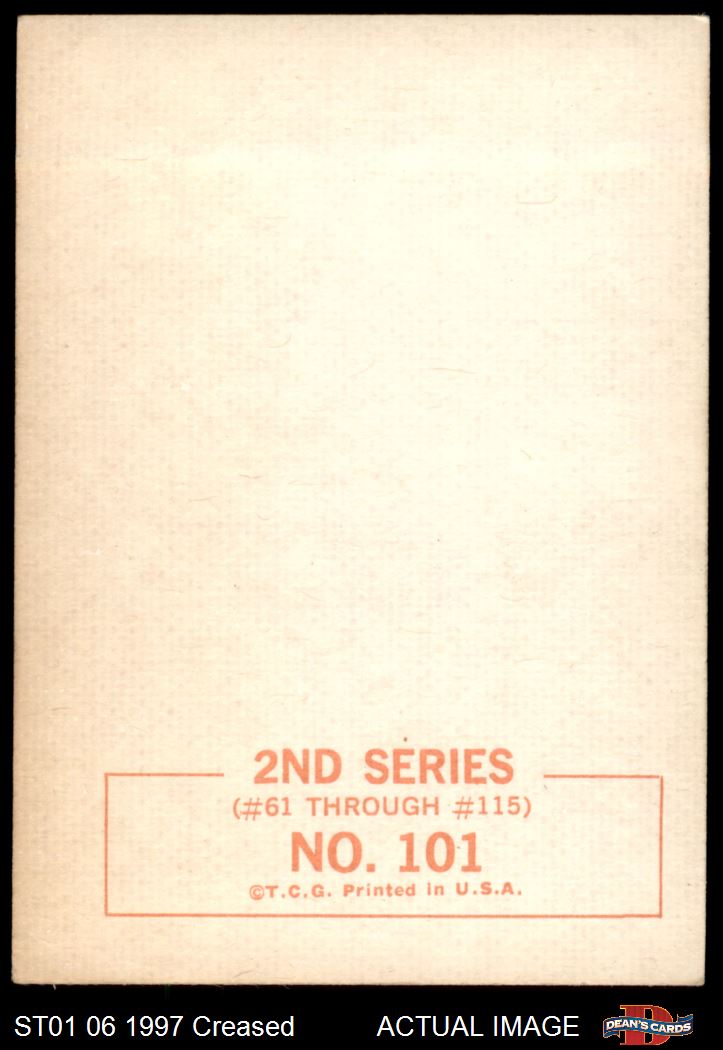 2ND SERIES
(#61 THROUGH #115)
NO. 101
©T.C.G. Printed in U.S.A.
ST01 06 1997 Creased ACTUAL IMAGE DEAN'S CARDS